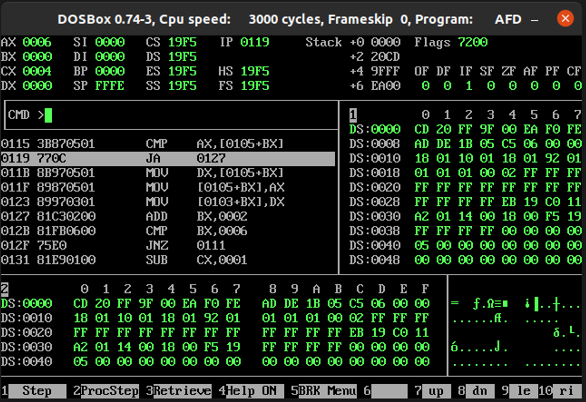 DOSBox 0.74-3, Cpu speed: 3000 cycles, Frameskip 0, Program: AFD – ×
AX 0006 SI 0000 CS 19F5 IP 0119 Stack +0 0000 Flags 7200
BX 0000 DI 0000 DS 19F5 +2 20CD
CX 0004 BP 0000 ES 19F5 HS 19F5 +4 9FFF OF DF IF SF ZF AF PF CF
DX 0000 SP FFFE SS 19F5 FS 19F5 +6 EA00 0 0 1 0 0 0 0 0
CMD >
1 0 1 2 3 4 5 6 7
DS:0000 CD 20 FF 9F 00 EA F0 FE
DS:0008 AD DE 1B 05 C5 06 00 00
DS:0010 18 01 10 01 18 01 92 01
DS:0018 01 01 01 00 02 FF FF FF
DS:0020 FF FF FF FF FF FF FF FF
DS:0028 FF FF FF FF EB 19 C0 11
DS:0030 A2 01 14 00 18 00 F5 19
DS:0038 FF FF FF FF 00 00 00 00
DS:0040 05 00 00 00 00 00 00 00
DS:0048 00 00 00 00 00 00 00 00
0115 3B870501 CMP AX,[0105+BX]
0119 770C JA 0127
011B 8B970501 MOV DX,[0105+BX]
011F 89870501 MOV [0105+BX],AX
0123 89970301 MOV [0103+BX],DX
0127 81C30200 ADD BX,0002
012B 81FB0600 CMP BX,0006
012F 75E0 JNZ 0111
0131 81E90100 SUB CX,0001
2 0 1 2 3 4 5 6 7 8 9 A B C D E F
DS:0000 CD 20 FF 9F 00 EA F0 FE AD DE 1B 05 C5 06 00 00
DS:0010 18 01 10 01 18 01 92 01 01 01 01 00 02 FF FF FF
DS:0020 FF FF FF FF FF FF FF FF FF FF FF FF EB 19 C0 11
DS:0030 A2 01 14 00 18 00 F5 19 FF FF FF FF 00 00 00 00
DS:0040 05 00 00 00 00 00 00 00 00 00 00 00 00 00 00 00
1 Step 2ProcStep 3Retrieve 4Help ON 5BRK Menu 6 7 up 8 dn 9 le 10 ri